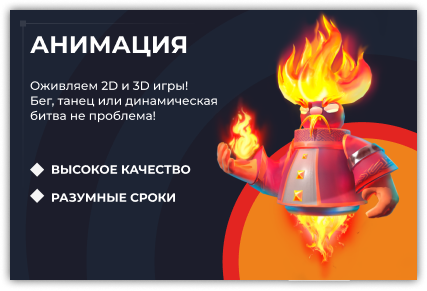 АНИМАЦИЯ
Оживляем 2D и 3D игры!
Бег, танец или динамическая
битва не проблема!
ВЫСОКОЕ КАЧЕСТВО
РАЗУМНЫЕ СРОКИ